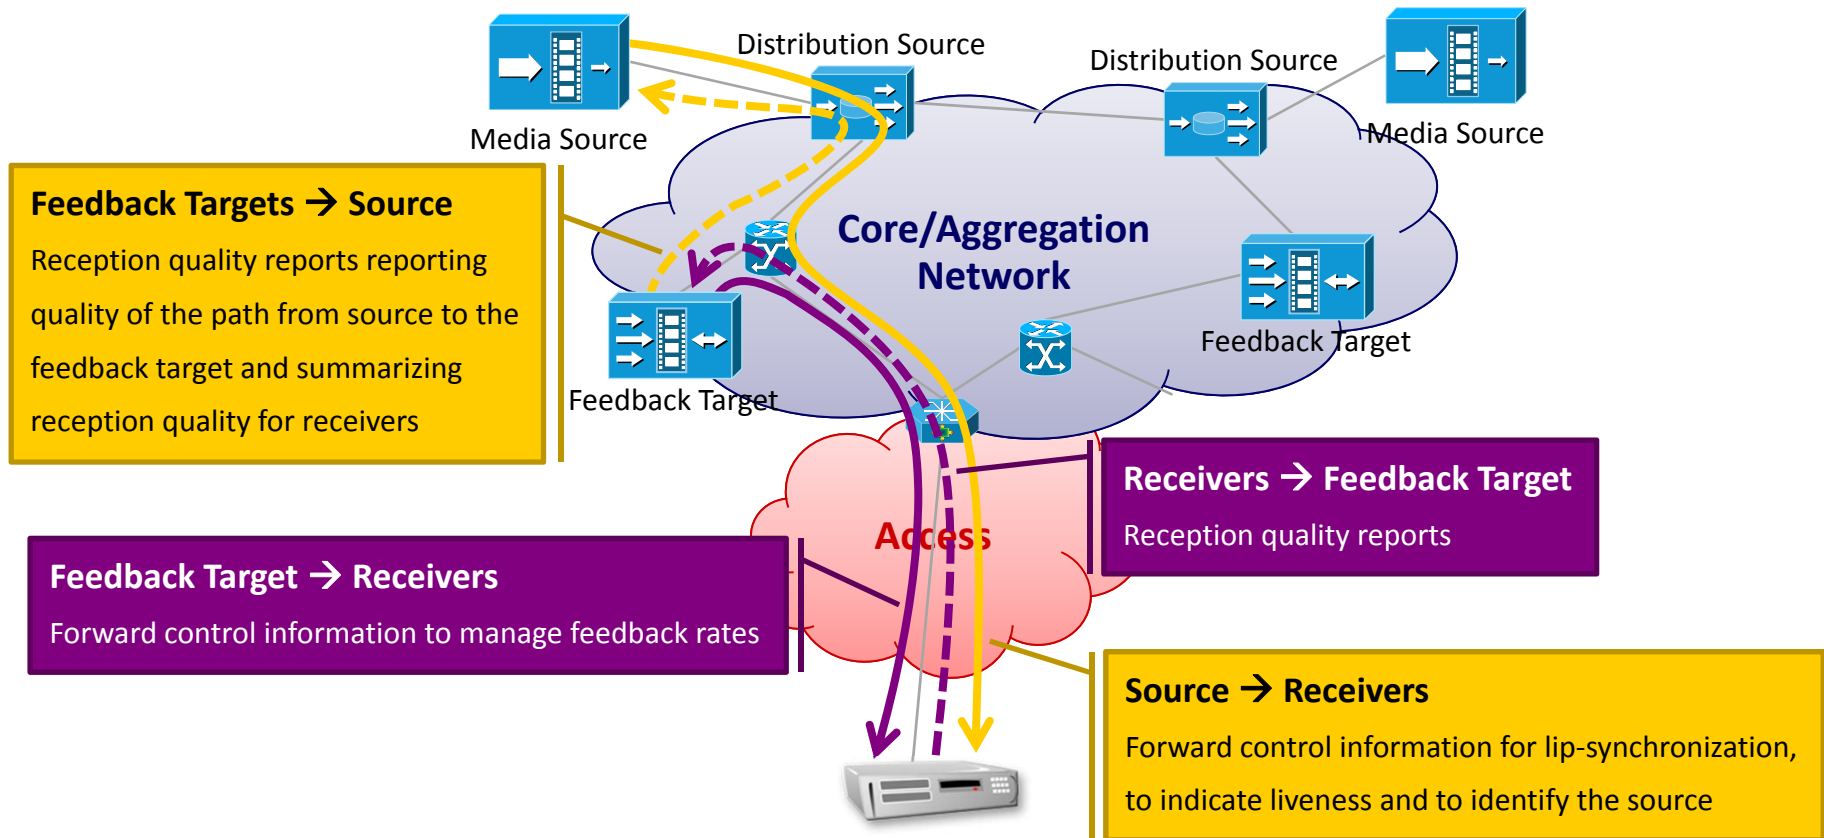 Distribution Source
Distribution Source
Media Source
Media Source
Feedback Targets → Source
Reception quality reports reporting
quality of the path from source to the
feedback target and summarizing
reception quality for receivers
Core/Aggregation
Network
Feedback Target
Feedback Target
Receivers → Feedback Target
Reception quality reports
Access
Feedback Target → Receivers
Forward control information to manage feedback rates
Source → Receivers
Forward control information for lip-synchronization,
to indicate liveness and to identify the source